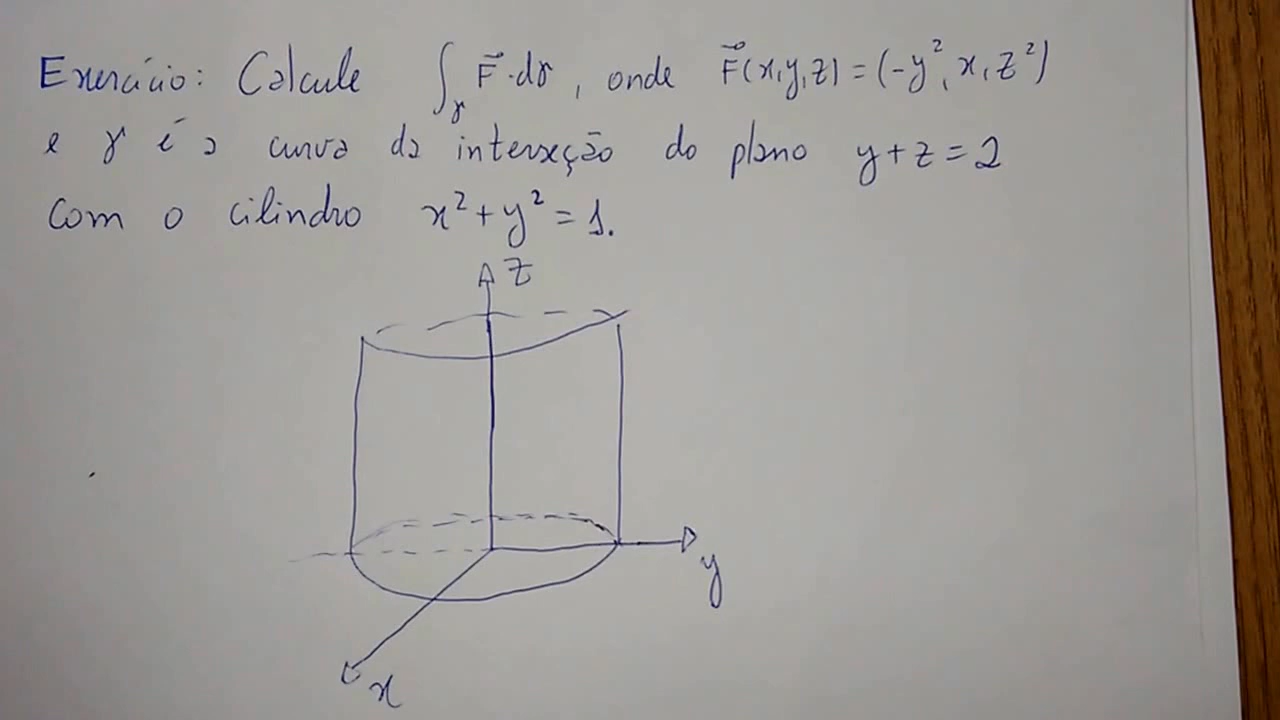 Exercício: Calcule ∫γ F⃗·dr, onde F⃗(x,y,z) = (-y², x, z²)
e γ é a curva da interseção do plano y+z=2
com o cilindro x²+y²=1.
z
y
x